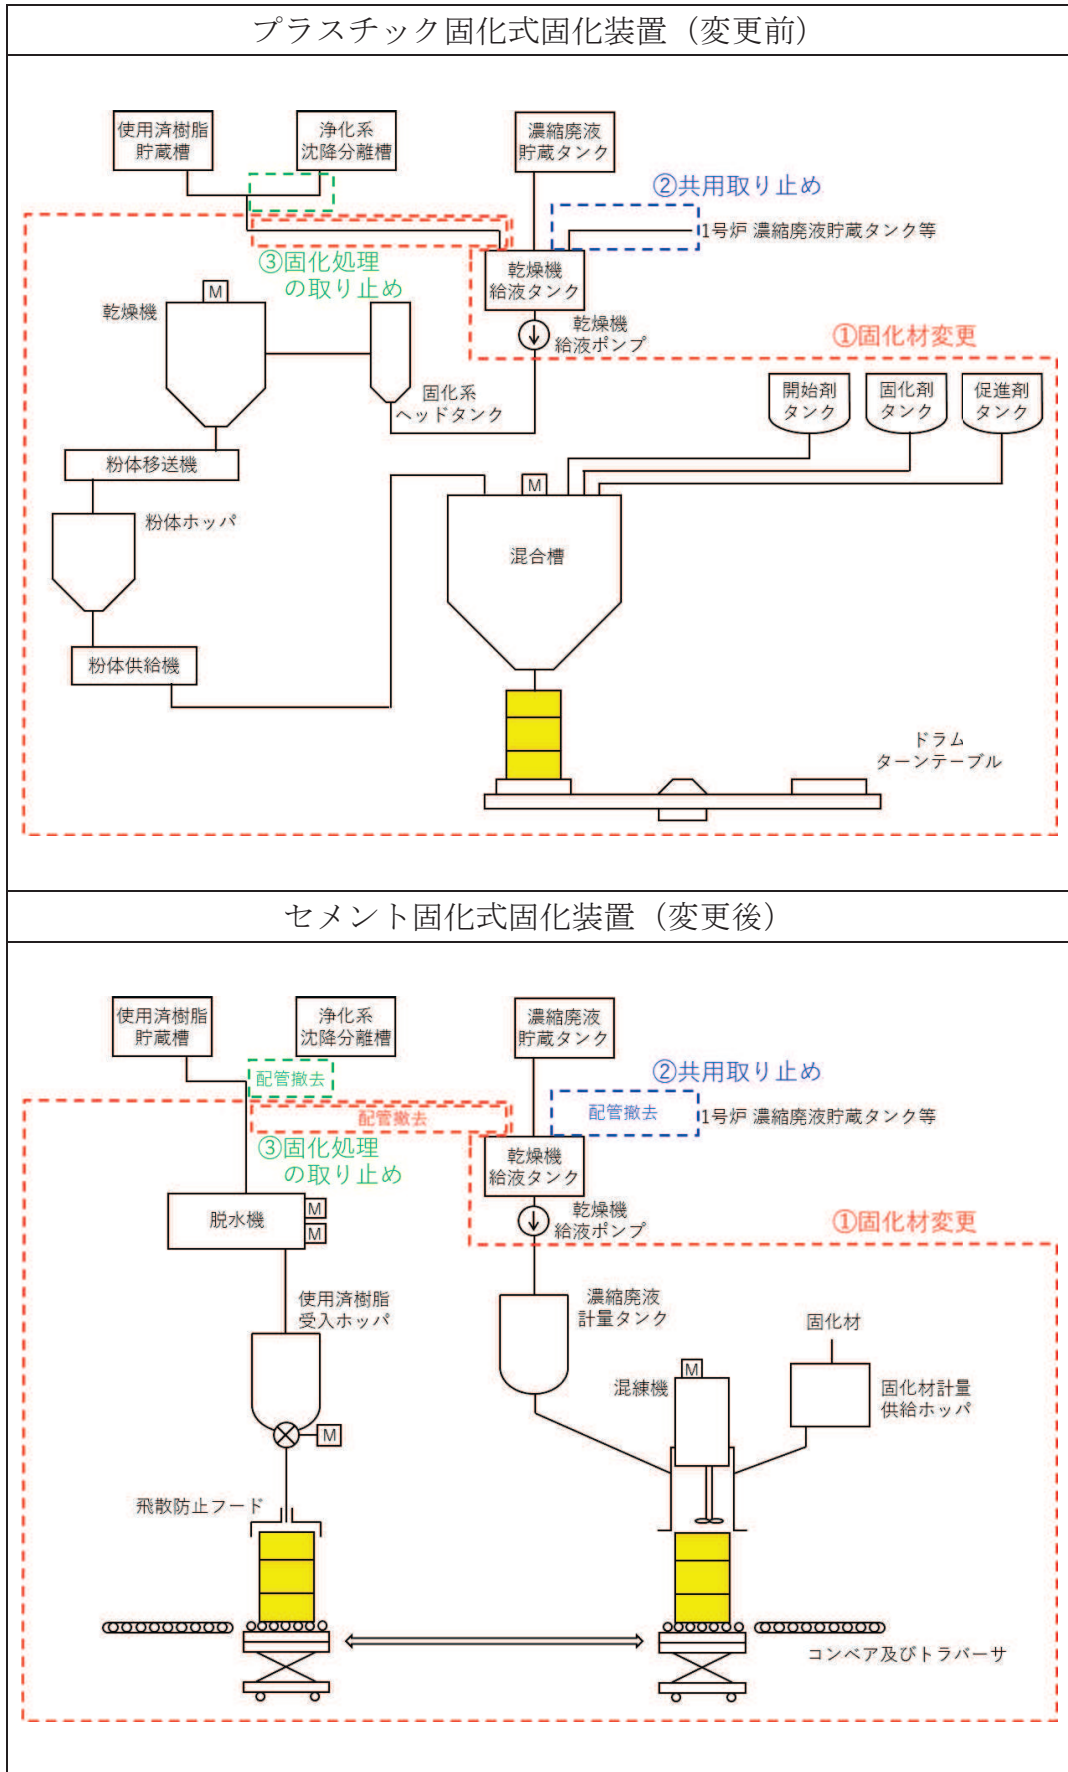 プラスチック固化式固化装置（変更前）
使用済樹脂
貯蔵槽
浄化系
沈降分離槽
濃縮廃液
貯蔵タンク
②共用取り止め
1号炉 濃縮廃液貯蔵タンク等
③固化処理
の取り止め
乾燥機
給液タンク
M
乾燥機
乾燥機
給液ポンプ
①固化材変更
固化系
ヘッドタンク
開始剤
タンク
固化剤
タンク
促進剤
タンク
粉体移送機
M
粉体ホッパ
混合槽
粉体供給機
ドラム
ターンテーブル
セメント固化式固化装置（変更後）
使用済樹脂
貯蔵槽
浄化系
沈降分離槽
濃縮廃液
貯蔵タンク
配管撤去
②共用取り止め
配管撤去
配管撤去
1号炉 濃縮廃液貯蔵タンク等
③固化処理
の取り止め
乾燥機
給液タンク
脱水機
M
M
乾燥機
給液ポンプ
①固化材変更
使用済樹脂
受入ホッパ
濃縮廃液
計量タンク
固化材
M
混練機
固化材計量
供給ホッパ
M
飛散防止フード
コンベア及びトラバーサ